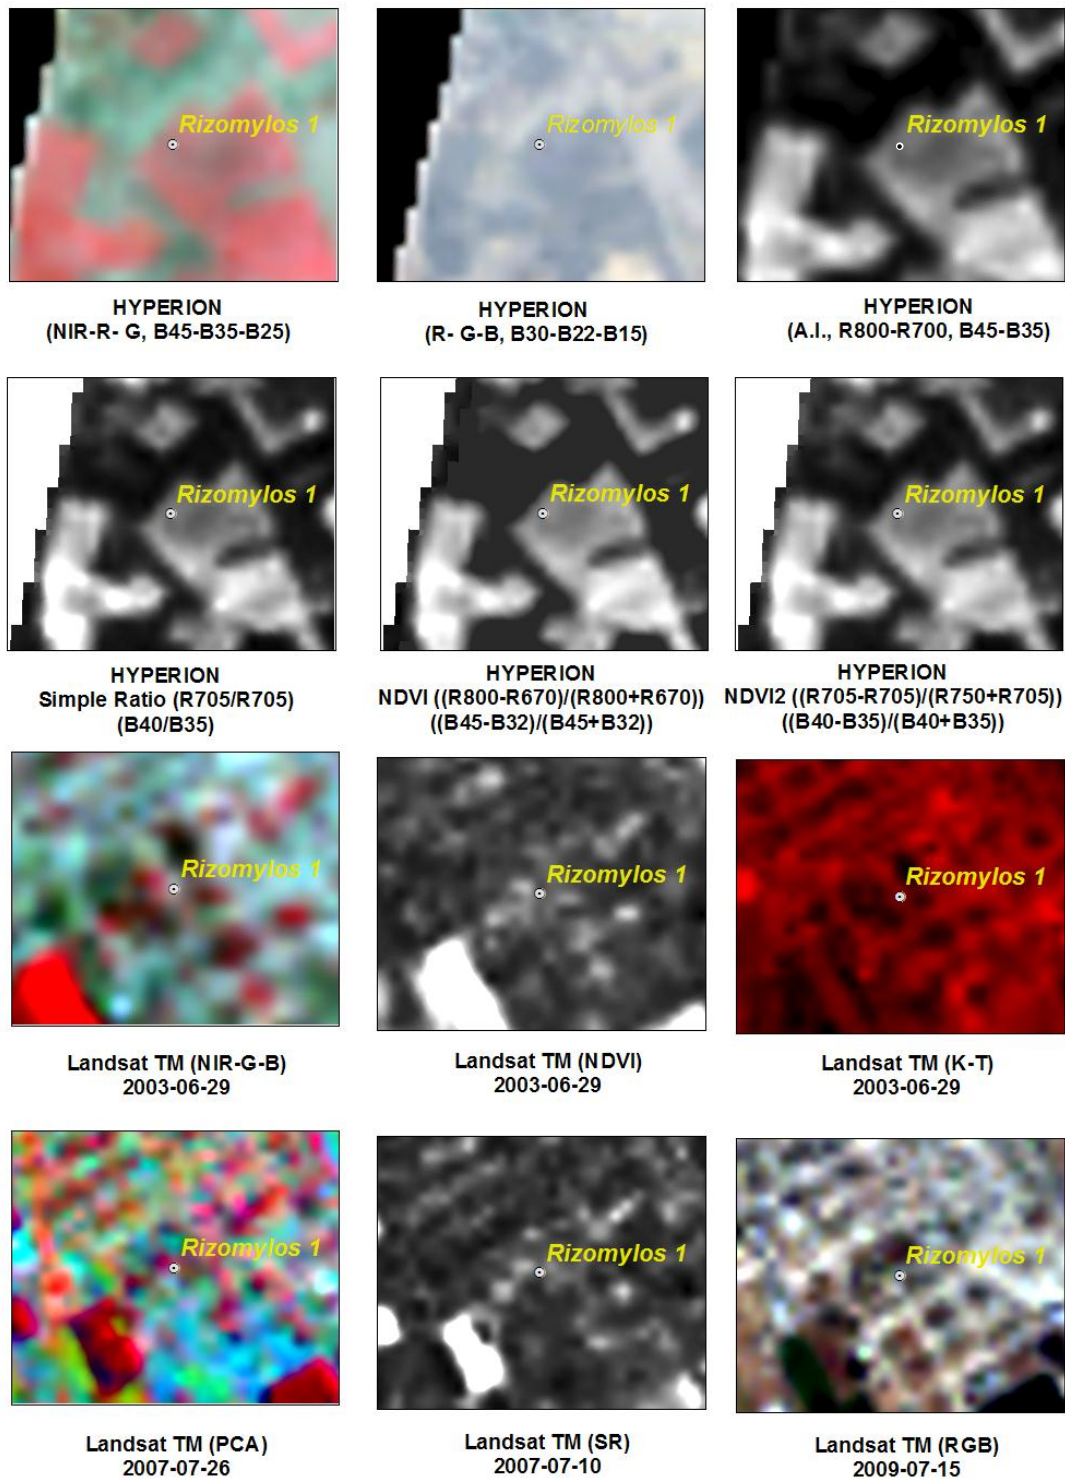 Rizomylos 1
Rizomylos 1
Rizomylos 1
HYPERION
(NIR-R- G, B45-B35-B25)
HYPERION
(R- G-B, B30-B22-B15)
HYPERION
(A.I., R800-R700, B45-B35)
Rizomylos 1
Rizomylos 1
Rizomylos 1
HYPERION
Simple Ratio (R705/R705)
(B40/B35)
HYPERION
NDVI ((R800-R670)/(R800+R670))
((B45-B32)/(B45+B32))
HYPERION
NDVI2 ((R705-R705)/(R750+R705))
((B40-B35)/(B40+B35))
Rizomylos 1
Rizomylos 1
Rizomylos 1
Landsat TM (NIR-G-B)
2003-06-29
Landsat TM (NDVI)
2003-06-29
Landsat TM (K-T)
2003-06-29
Rizomylos 1
Rizomylos 1
Rizomylos 1
Landsat TM (PCA)
2007-07-26
Landsat TM (SR)
2007-07-10
Landsat TM (RGB)
2009-07-15